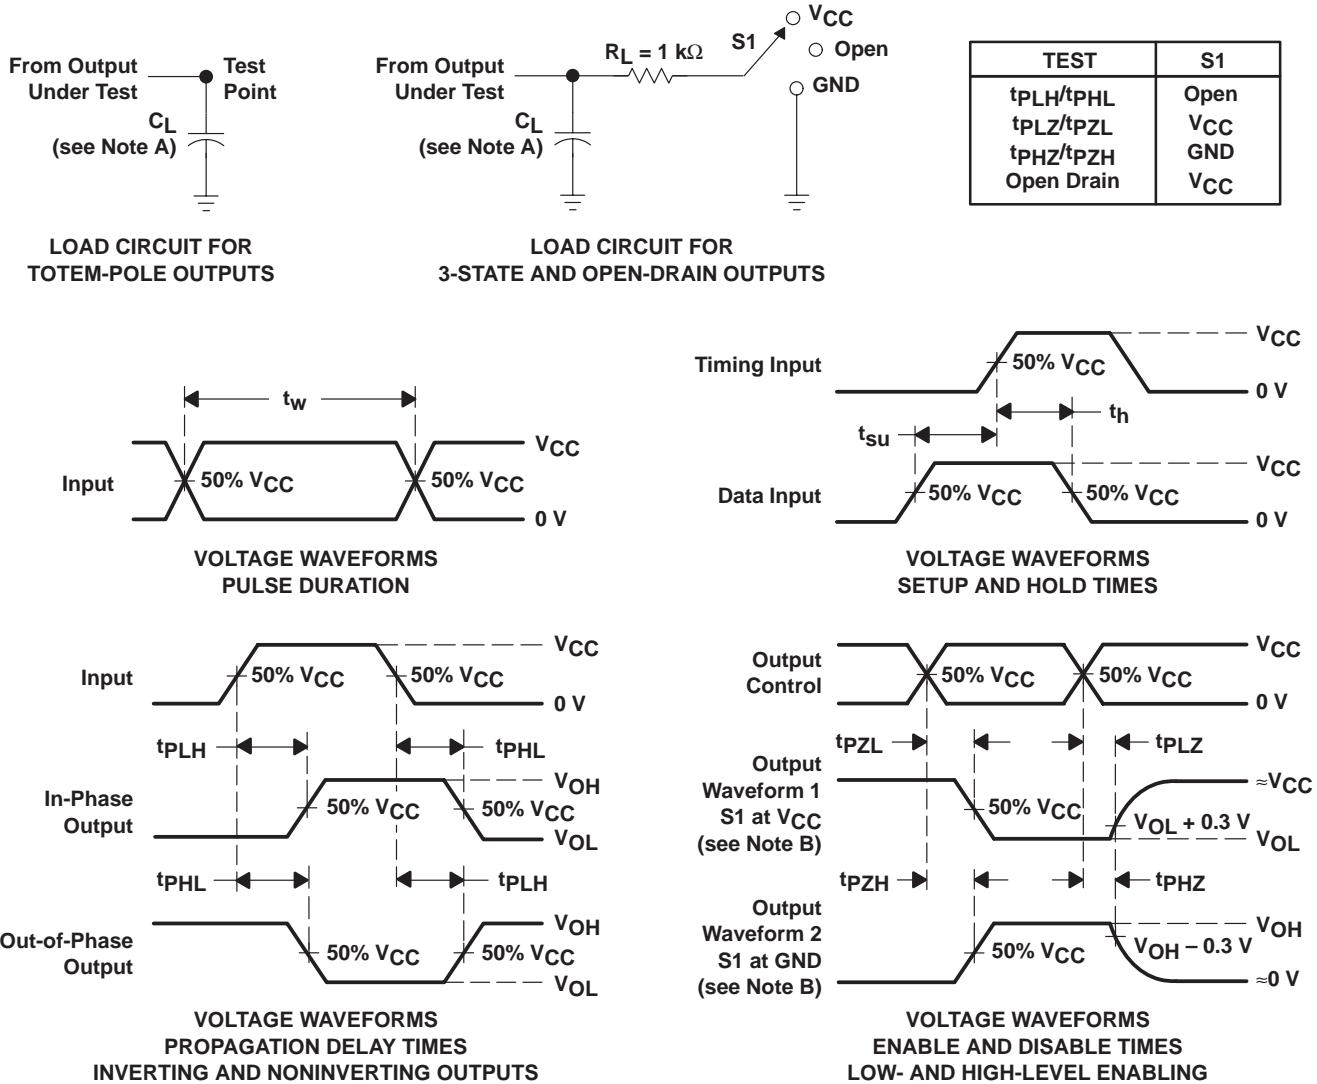 From Output
Under Test
Test
Point
CL
(see Note A)
LOAD CIRCUIT FOR
TOTEM-POLE OUTPUTS
From Output
Under Test
RL = 1 kΩ
S1
VCC
Open
GND
CL
(see Note A)
LOAD CIRCUIT FOR
3-STATE AND OPEN-DRAIN OUTPUTS
TEST S1
tPLH/tPHL Open
tPLZ/tPZL VCC
tPHZ/tPZH GND
Open Drain VCC
tw
Input
50% VCC
50% VCC
VCC
0 V
VOLTAGE WAVEFORMS
PULSE DURATION
Timing Input
50% VCC
VCC
0 V
tsu
th
Data Input
50% VCC
50% VCC
VCC
0 V
VOLTAGE WAVEFORMS
SETUP AND HOLD TIMES
Input
50% VCC
50% VCC
VCC
0 V
tPLH
tPHL
In-Phase
Output
50% VCC
50% VCC
VOH
VOL
tPHL
tPLH
Out-of-Phase
Output
50% VCC
50% VCC
VOH
VOL
VOLTAGE WAVEFORMS
PROPAGATION DELAY TIMES
INVERTING AND NONINVERTING OUTPUTS
Output
Control
50% VCC
50% VCC
VCC
0 V
tPZL
tPLZ
Output
Waveform 1
S1 at VCC
(see Note B)
50% VCC
VOL + 0.3 V
≈VCC
VOL
tPZH
tPHZ
Output
Waveform 2
S1 at GND
(see Note B)
50% VCC
VOH − 0.3 V
VOH
≈0 V
VOLTAGE WAVEFORMS
ENABLE AND DISABLE TIMES
LOW- AND HIGH-LEVEL ENABLING